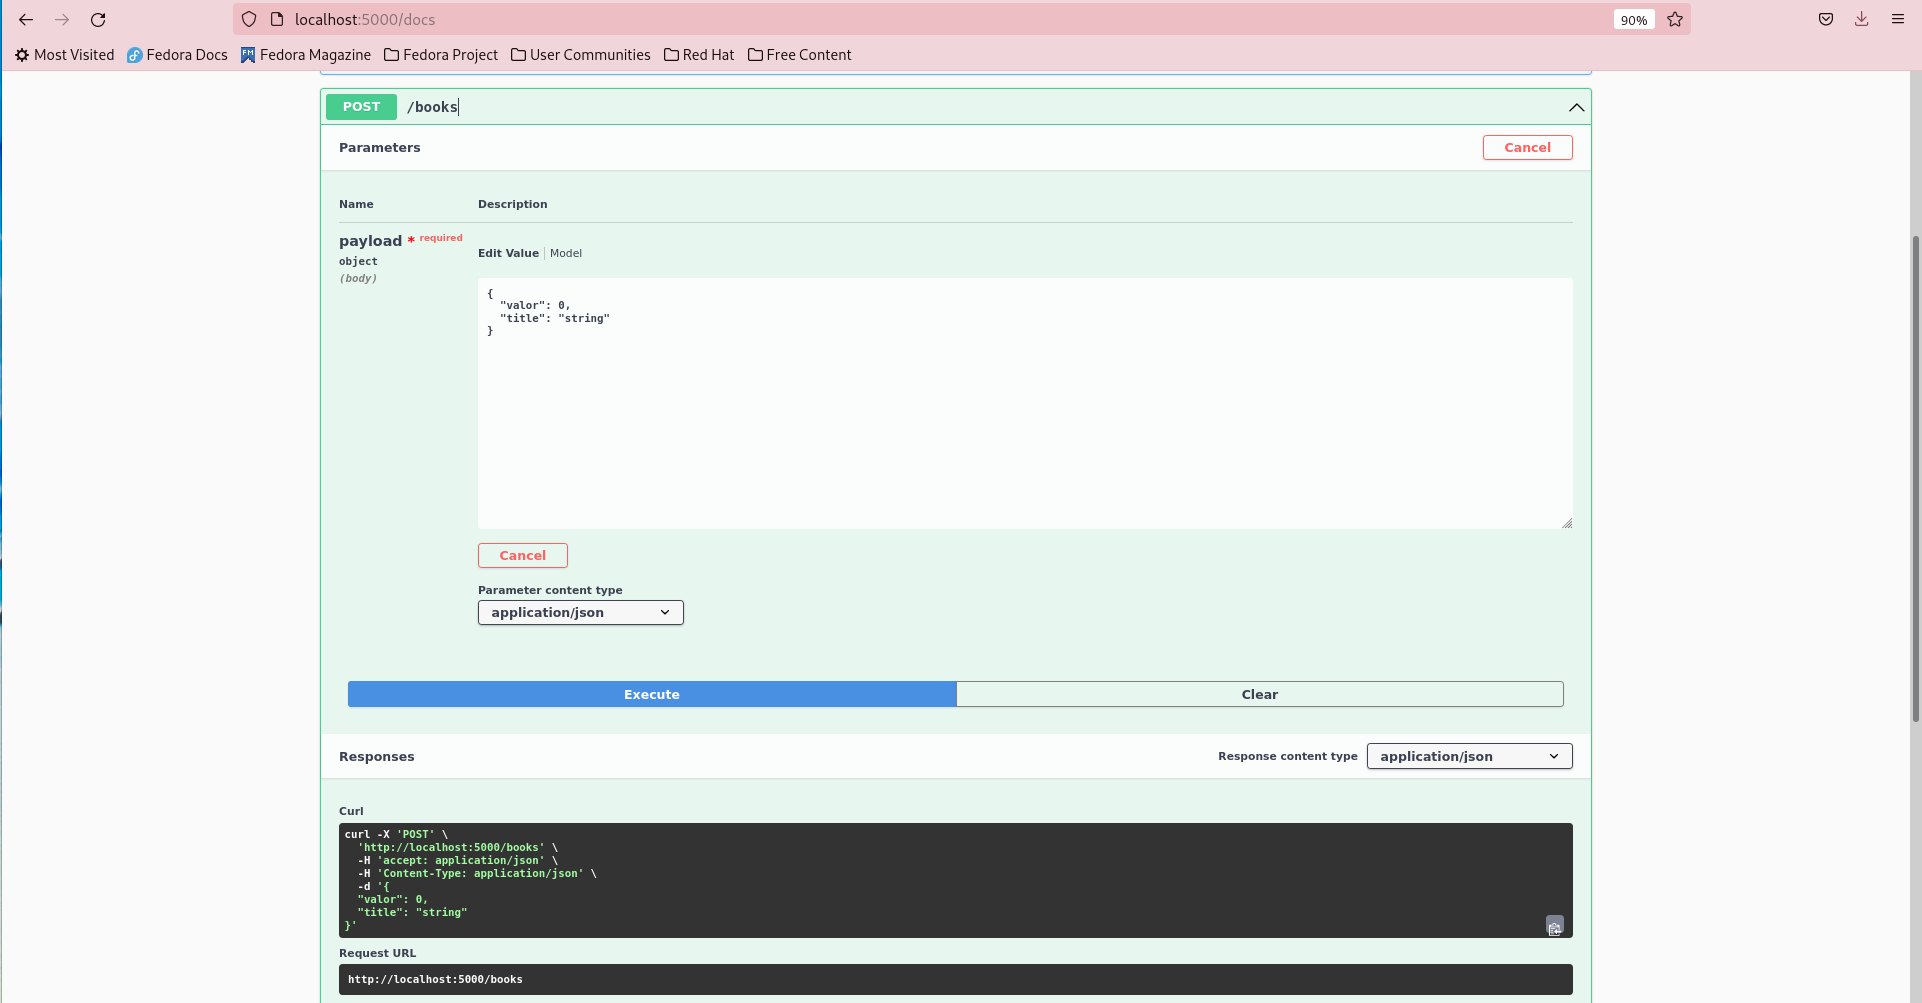 localhost:5000/docs
90%
Most Visited Fedora Docs Fedora Magazine Fedora Project User Communities Red Hat Free Content
POST /books
Parameters
Cancel
Name Description
payload * required
object
(body)
Edit Value Model
{
  "valor": 0,
  "title": "string"
}
Cancel
Parameter content type
application/json
Execute Clear
Responses
Response content type application/json
Curl
curl -X 'POST' \
  'http://localhost:5000/books' \
  -H 'accept: application/json' \
  -H 'Content-Type: application/json' \
  -d '{
  "valor": 0,
  "title": "string"
}'
Request URL
http://localhost:5000/books